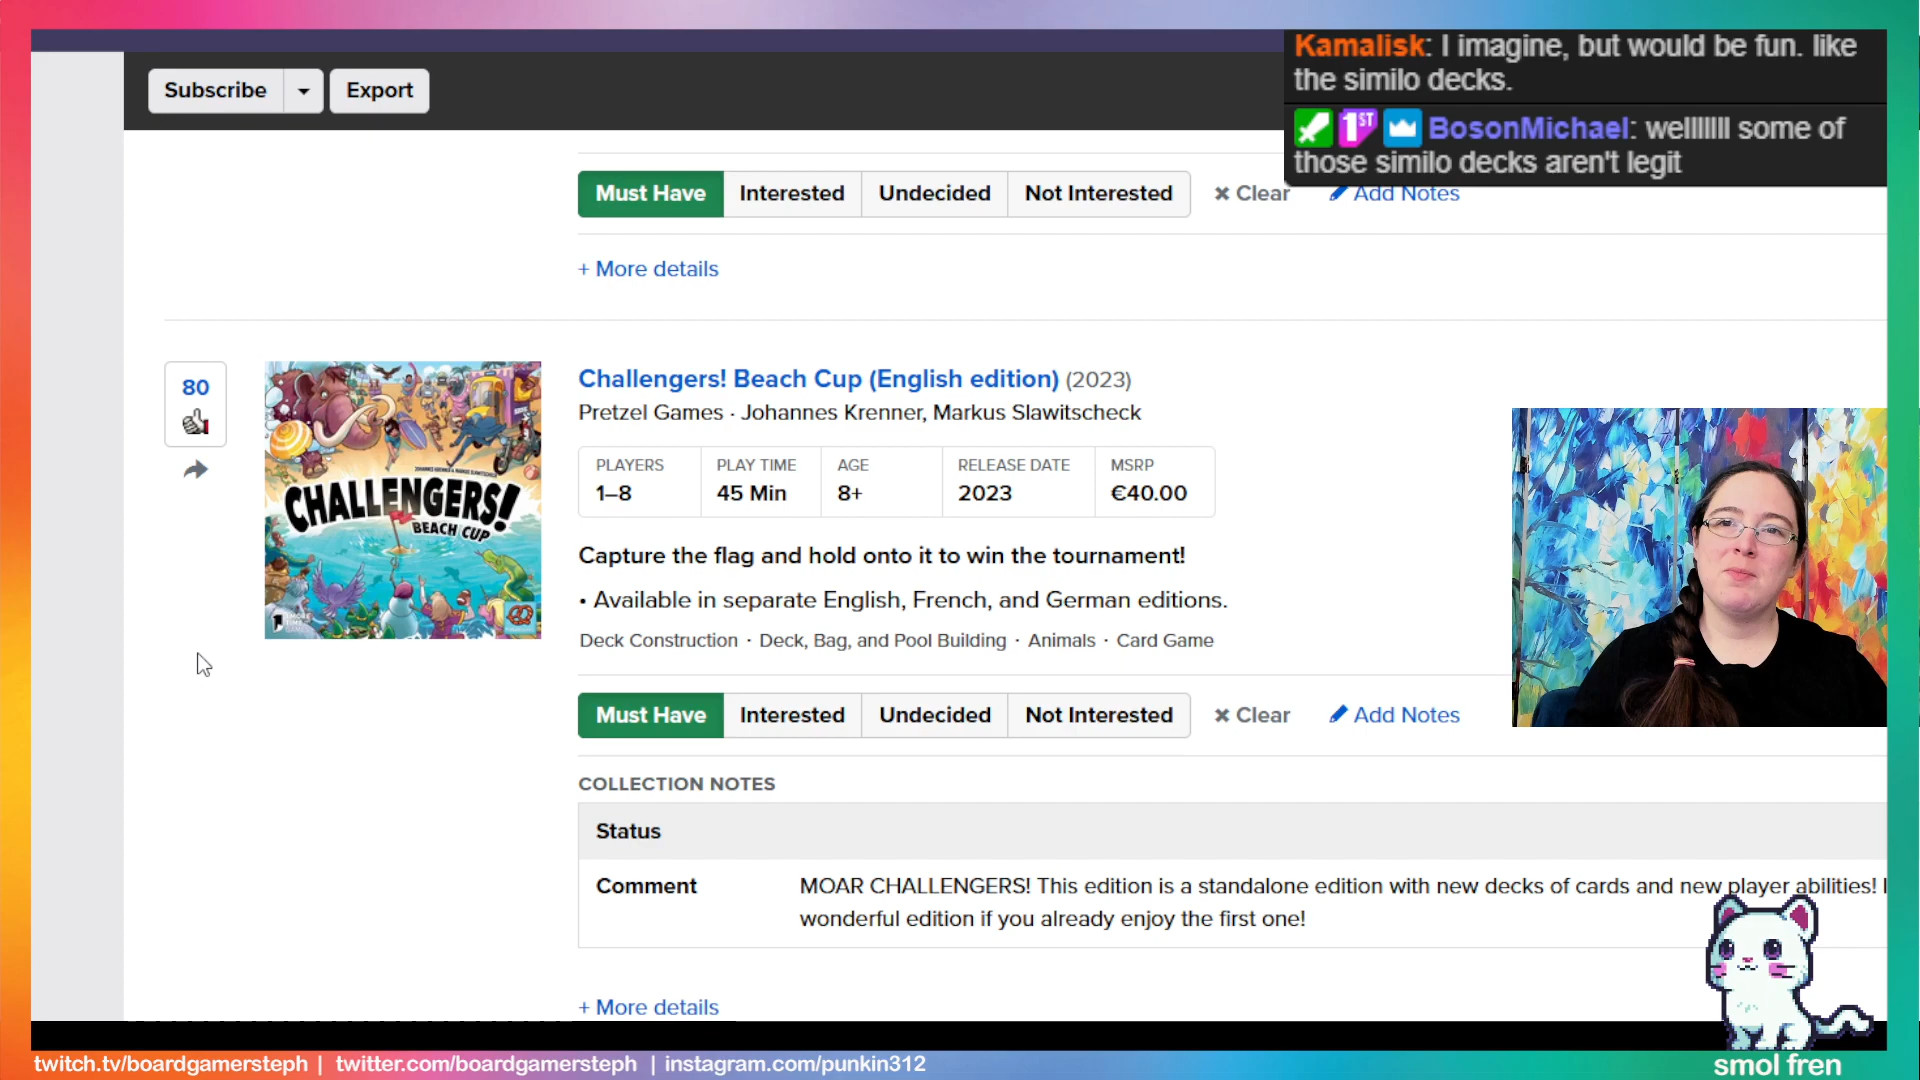 Kamalisk: I imagine, but would be fun. like
the similo decks.
1ST BosonMichael: welllllll some of
those similo decks aren't legit
Subscribe Export
Must Have Interested Undecided Not Interested Clear Add Notes
+ More details
80
Challengers! Beach Cup (English edition) (2023)
Pretzel Games · Johannes Krenner, Markus Slawitscheck
PLAYERS PLAY TIME AGE RELEASE DATE MSRP
1–8 45 Min 8+ 2023 €40.00
JOHANNES KRENNER & MARKUS SLAWITSCHECK
CHALLENGERS!
BEACH CUP
Capture the flag and hold onto it to win the tournament!
• Available in separate English, French, and German editions.
Deck Construction · Deck, Bag, and Pool Building · Animals · Card Game
Must Have Interested Undecided Not Interested Clear Add Notes
COLLECTION NOTES
Status
Comment MOAR CHALLENGERS! This edition is a standalone edition with new decks of cards and new player abilities! I
wonderful edition if you already enjoy the first one!
+ More details
twitch.tv/boardgamersteph | twitter.com/boardgamersteph | instagram.com/punkin312
smol fren